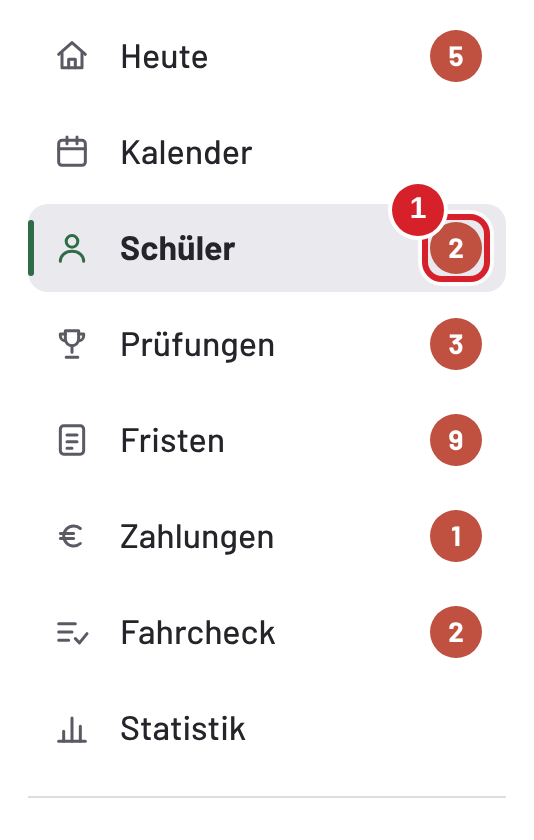 Heute 5
Kalender
1
Schüler 2
Prüfungen 3
Fristen 9
€ Zahlungen 1
Fahrcheck 2
Statistik